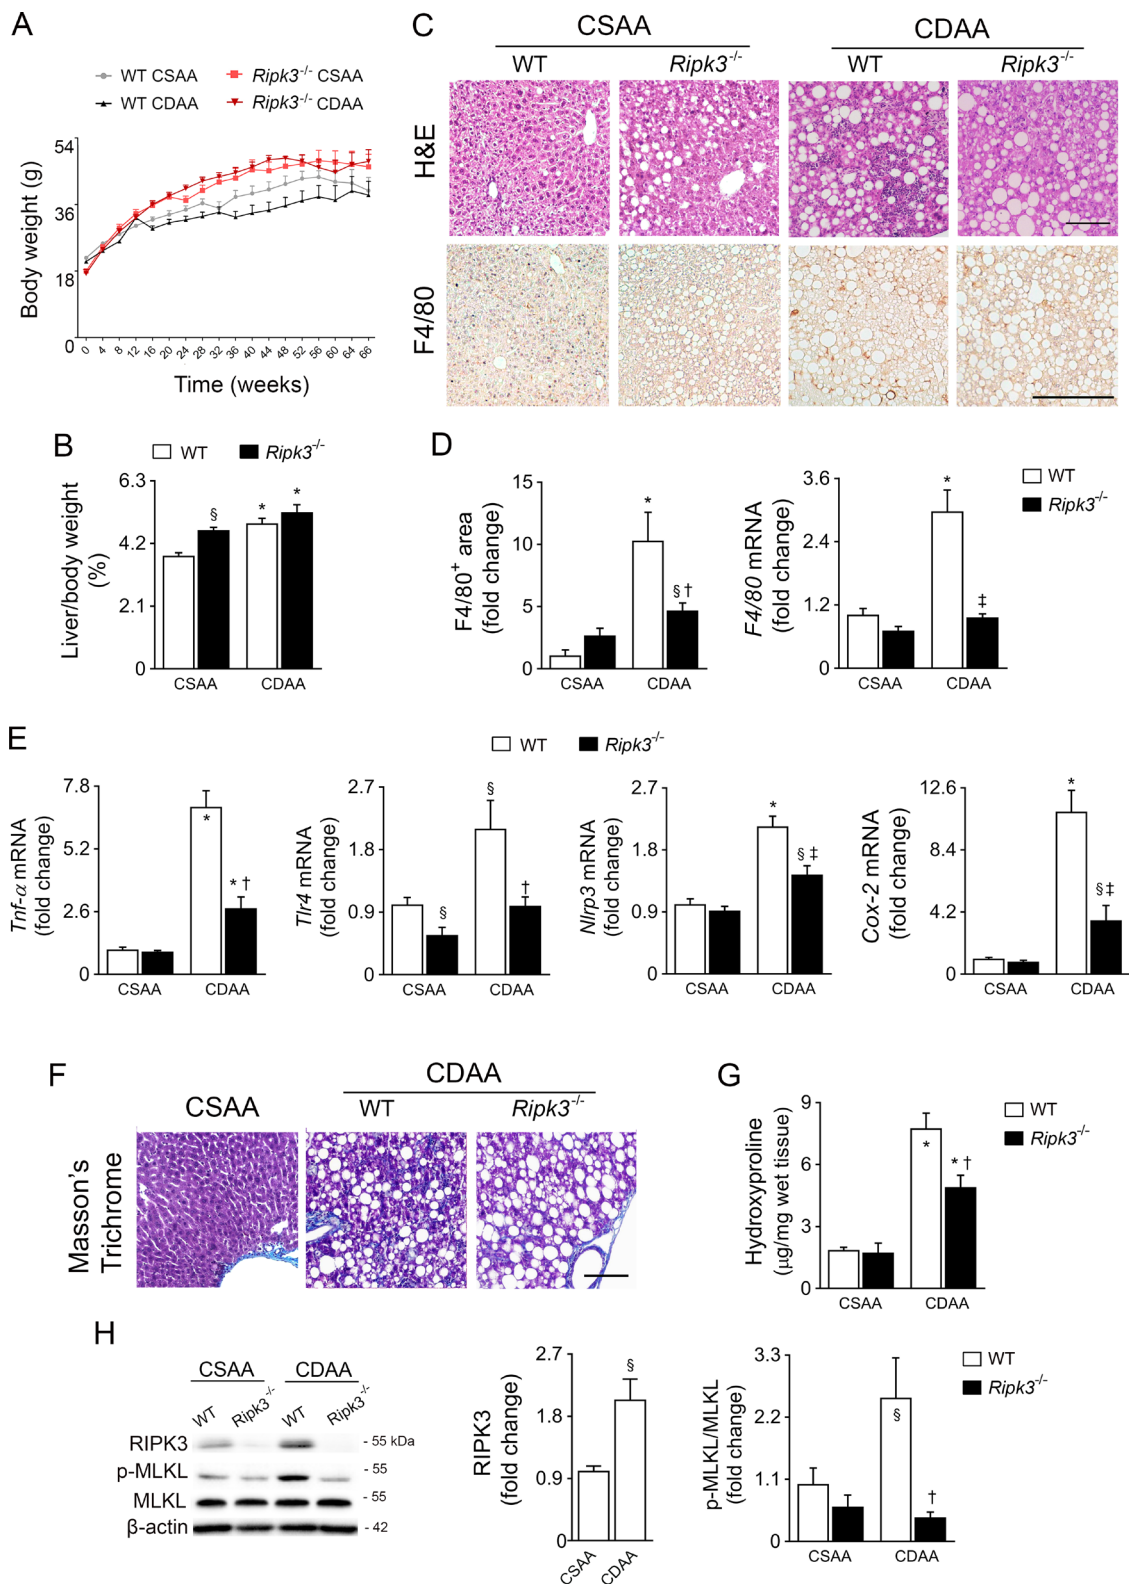 A
WT CSAA
Ripk3-/- CSAA
WT CDAA
Ripk3-/- CDAA
Body weight (g)
54
36
18
0
0 4 8 12 16 20 24 28 32 36 40 44 48 52 56 60 64 66
Time (weeks)
C
CSAA
CDAA
WT
Ripk3-/-
WT
Ripk3-/-
H&E
F4/80
B
WT
Ripk3-/-
Liver/body weight
(%)
6.3
4.2
2.1
0
§
*
*
CSAA
CDAA
D
F4/80+ area
(fold change)
15
10
5
0
*
§ †
CSAA
CDAA
F4/80 mRNA
(fold change)
3.6
2.4
1.2
0
*
‡
CSAA
CDAA
WT
Ripk3-/-
E
WT
Ripk3-/-
Tnf-α mRNA
(fold change)
7.8
5.2
2.6
0
*
* †
CSAA
CDAA
Tlr4 mRNA
(fold change)
2.7
1.8
0.9
0
§
§
†
CSAA
CDAA
Nlrp3 mRNA
(fold change)
2.7
1.8
0.9
0
*
§ ‡
CSAA
CDAA
Cox-2 mRNA
(fold change)
12.6
8.4
4.2
0
*
§ ‡
CSAA
CDAA
F
CDAA
CSAA
WT
Ripk3-/-
Masson's
Trichrome
G
Hydroxyproline
(µg/mg wet tissue)
9
6
3
0
*
* †
CSAA
CDAA
WT
Ripk3-/-
H
CSAA
CDAA
WT
Ripk3-/-
WT
Ripk3-/-
RIPK3
- 55 kDa
p-MLKL
- 55
MLKL
- 55
β-actin
- 42
RIPK3
(fold change)
2.7
1.8
0.9
0
§
CSAA
CDAA
p-MLKL/MLKL
(fold change)
3.3
2.2
1.1
0
§
†
CSAA
CDAA
WT
Ripk3-/-